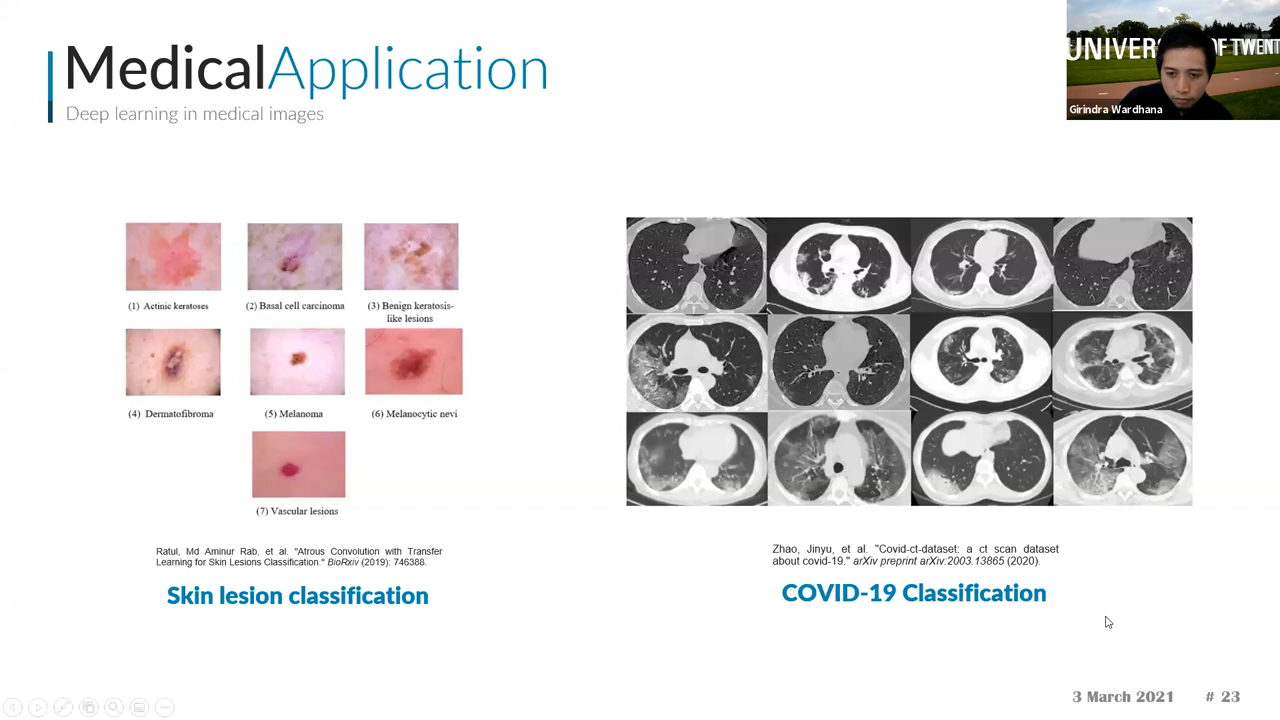 MedicalApplication
Deep learning in medical images
UNIVER OF TWENT
Girindra Wardhana
(1) Actinic keratoses
(2) Basal cell carcinoma
(3) Benign keratosis-
like lesions
(4) Dermatofibroma
(5) Melanoma
(6) Melanocytic nevi
(7) Vascular lesions
Ratul, Md Aminur Rab, et al. "Atrous Convolution with Transfer
Learning for Skin Lesions Classification." BioRxiv (2019): 746388.
Skin lesion classification
Zhao, Jinyu, et al. "Covid-ct-dataset: a ct scan dataset
about covid-19." arXiv preprint arXiv:2003.13865 (2020).
COVID-19 Classification
3 March 2021
# 23